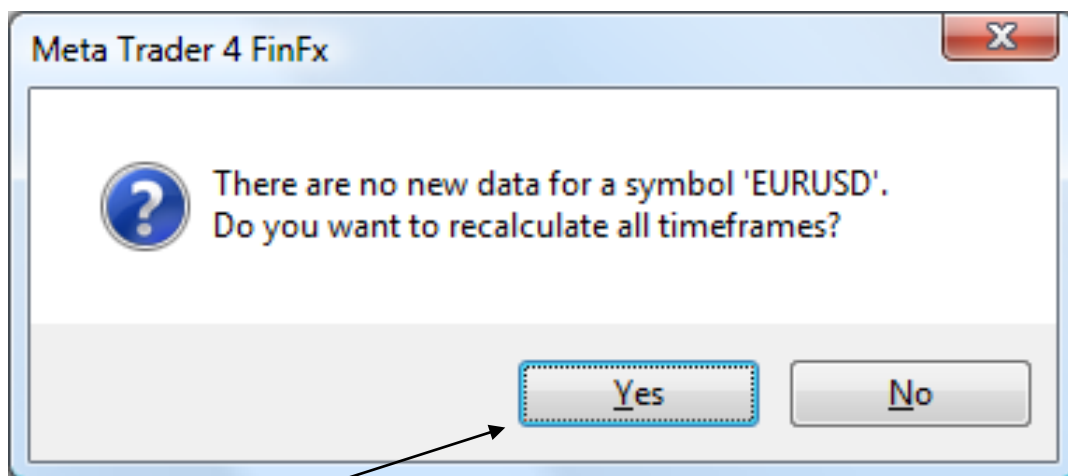 Meta Trader 4 FinFx
There are no new data for a symbol 'EURUSD'.
Do you want to recalculate all timeframes?
Yes
No